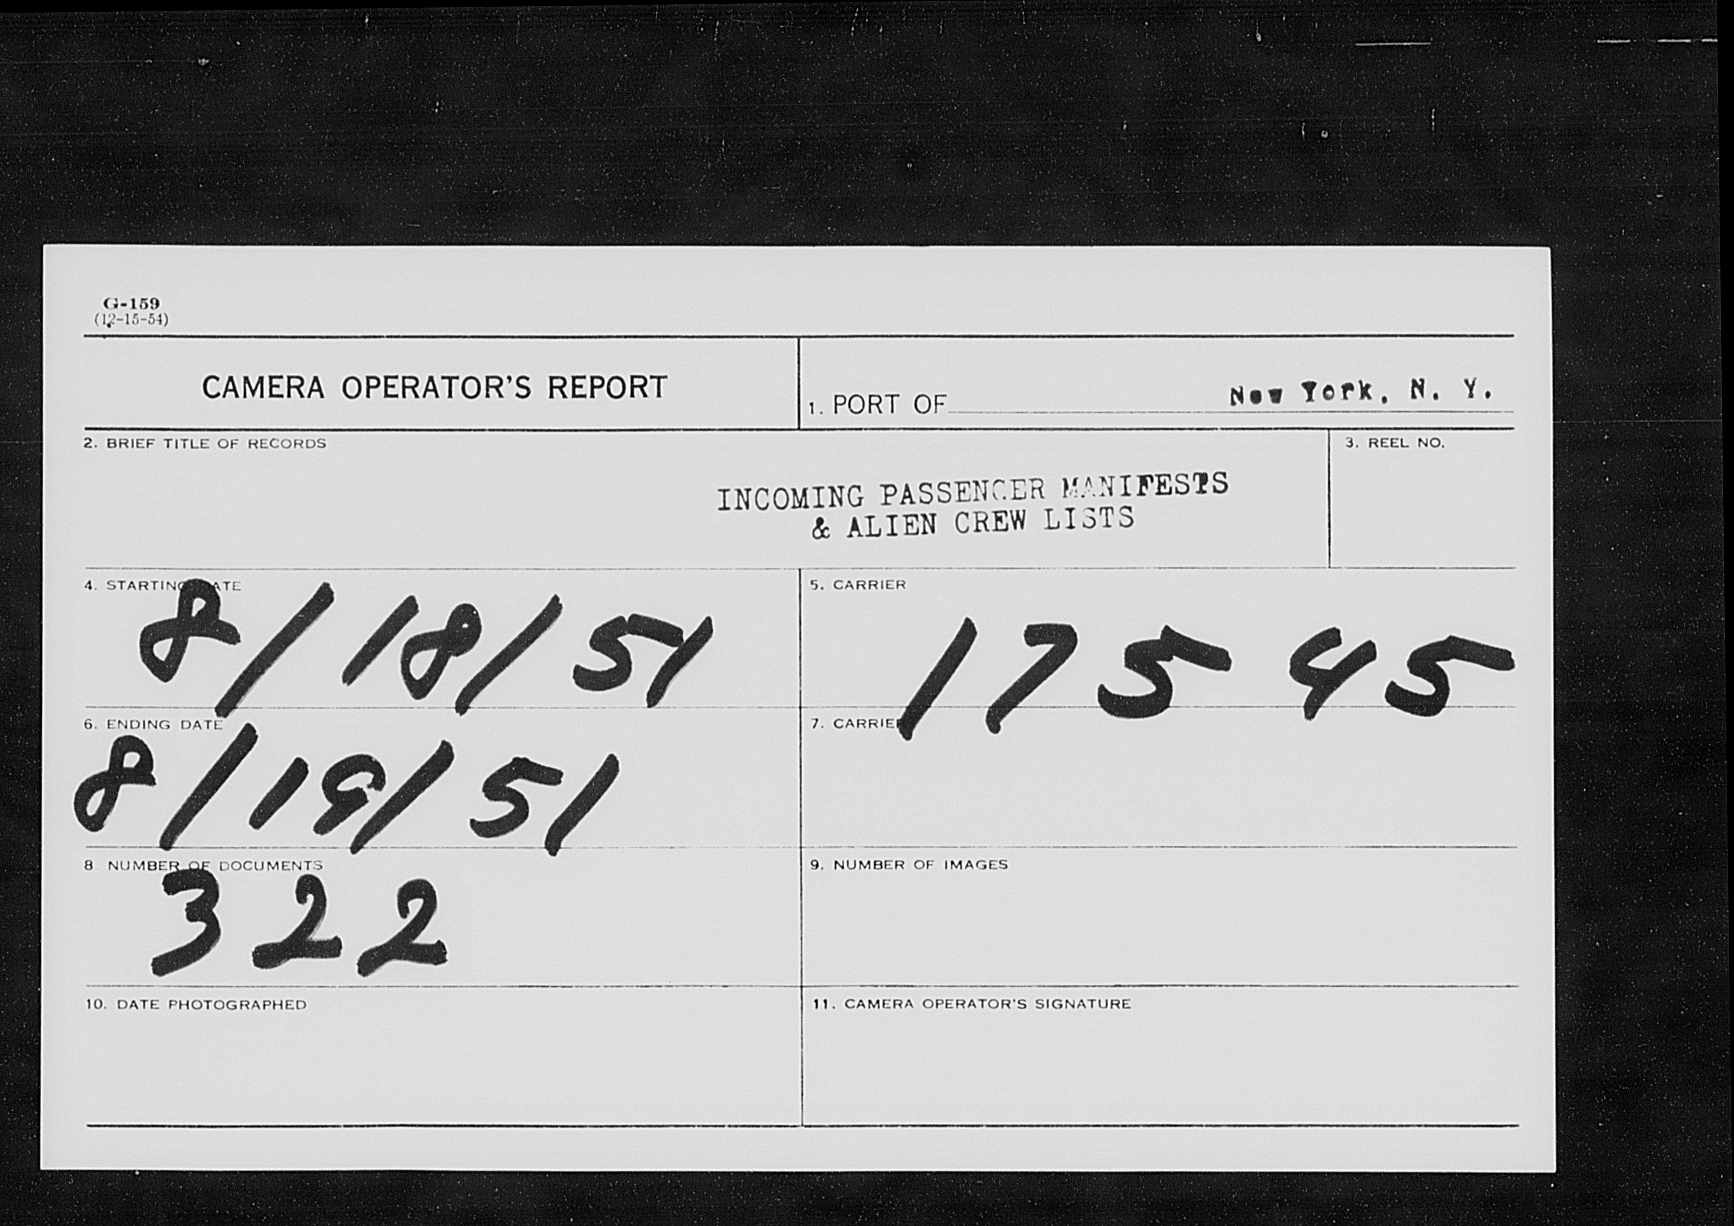 G-159
(12-15-54)
CAMERA OPERATOR'S REPORT
1. PORT OF New York, N. Y.
2. BRIEF TITLE OF RECORDS
INCOMING PASSENGER MANIFESTS
& ALIEN CREW LISTS
3. REEL NO.
4. STARTING DATE
8/18/51
5. CARRIER
17545
6. ENDING DATE
8/19/51
7. CARRIER
8 NUMBER OF DOCUMENTS
322
9. NUMBER OF IMAGES
10. DATE PHOTOGRAPHED
11. CAMERA OPERATOR'S SIGNATURE